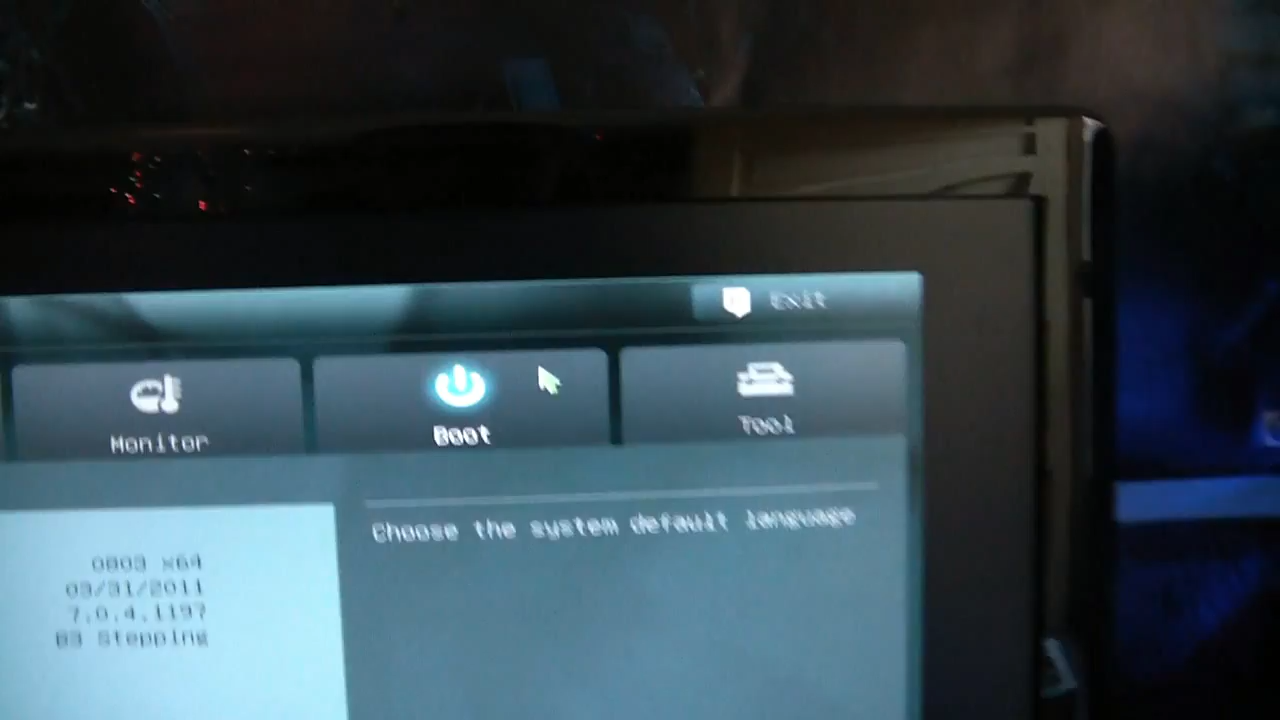 Exit
Monitor
Boot
Tool
Choose the system default language
0803 x64
03/31/2011
7.0.4.1197
B3 Stepping